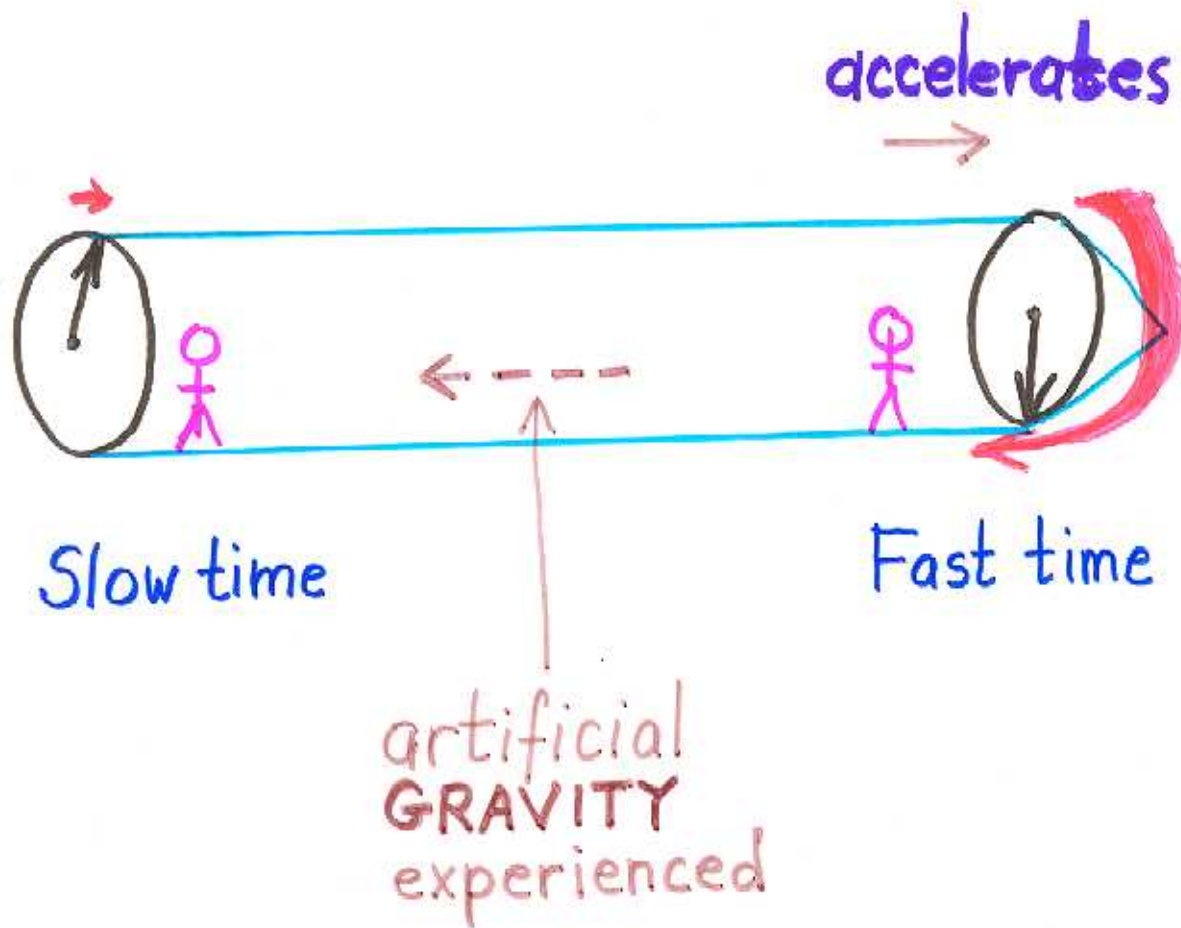 accelerates
Slow time
Fast time
artificial
GRAVITY
experienced